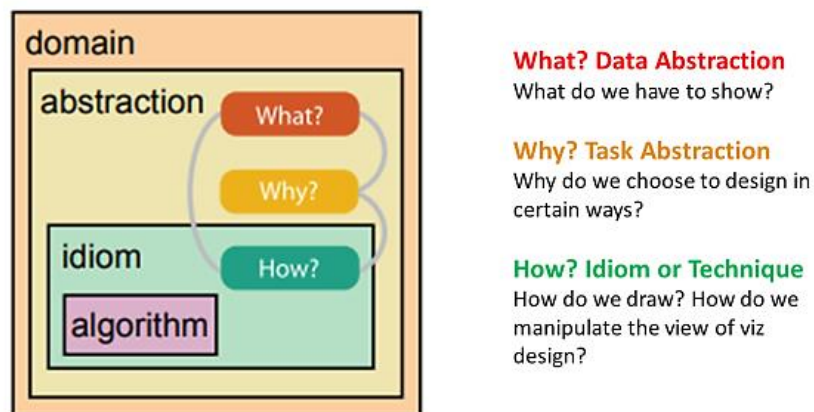 domain
abstraction
What?
Why?
idiom
How?
algorithm
What? Data Abstraction
What do we have to show?
Why? Task Abstraction
Why do we choose to design in
certain ways?
How? Idiom or Technique
How do we draw? How do we
manipulate the view of viz
design?